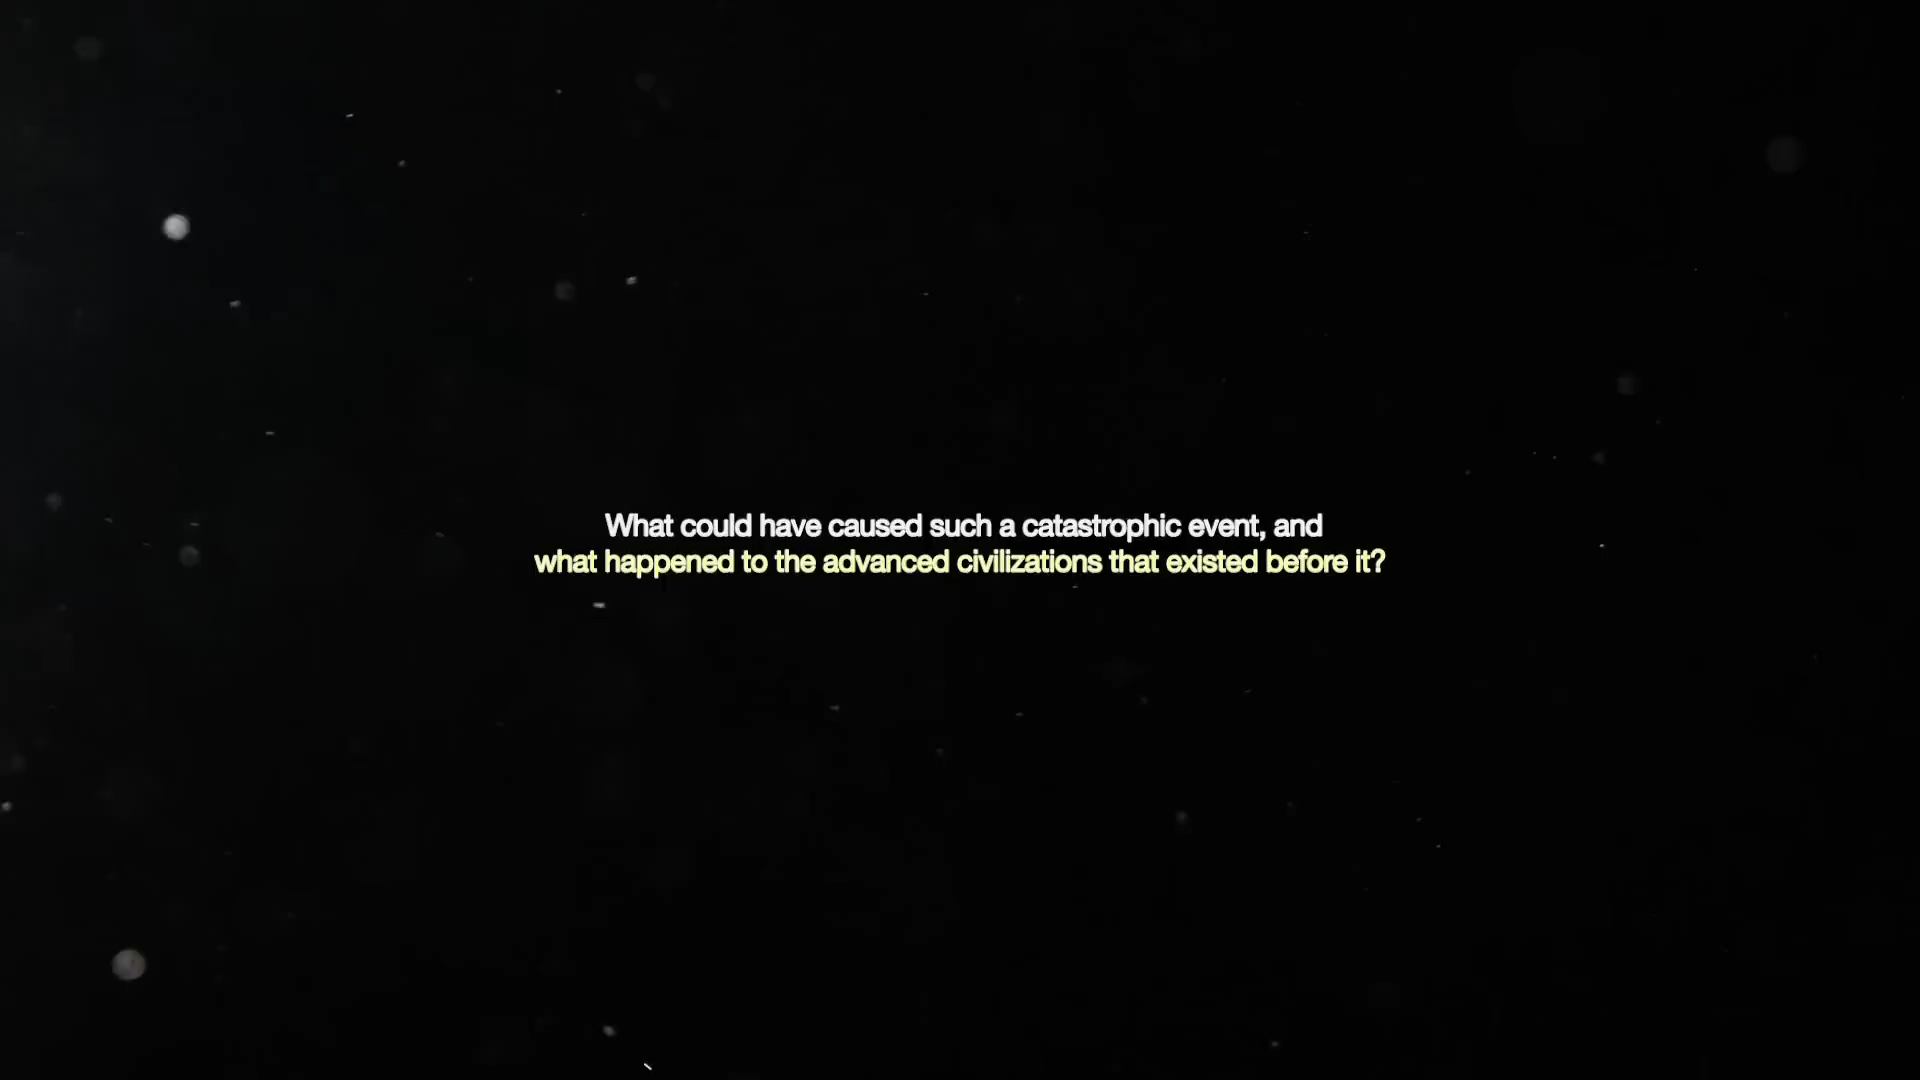 What could have caused such a catastrophic event, and
what happened to the advanced civilizations that existed before it?